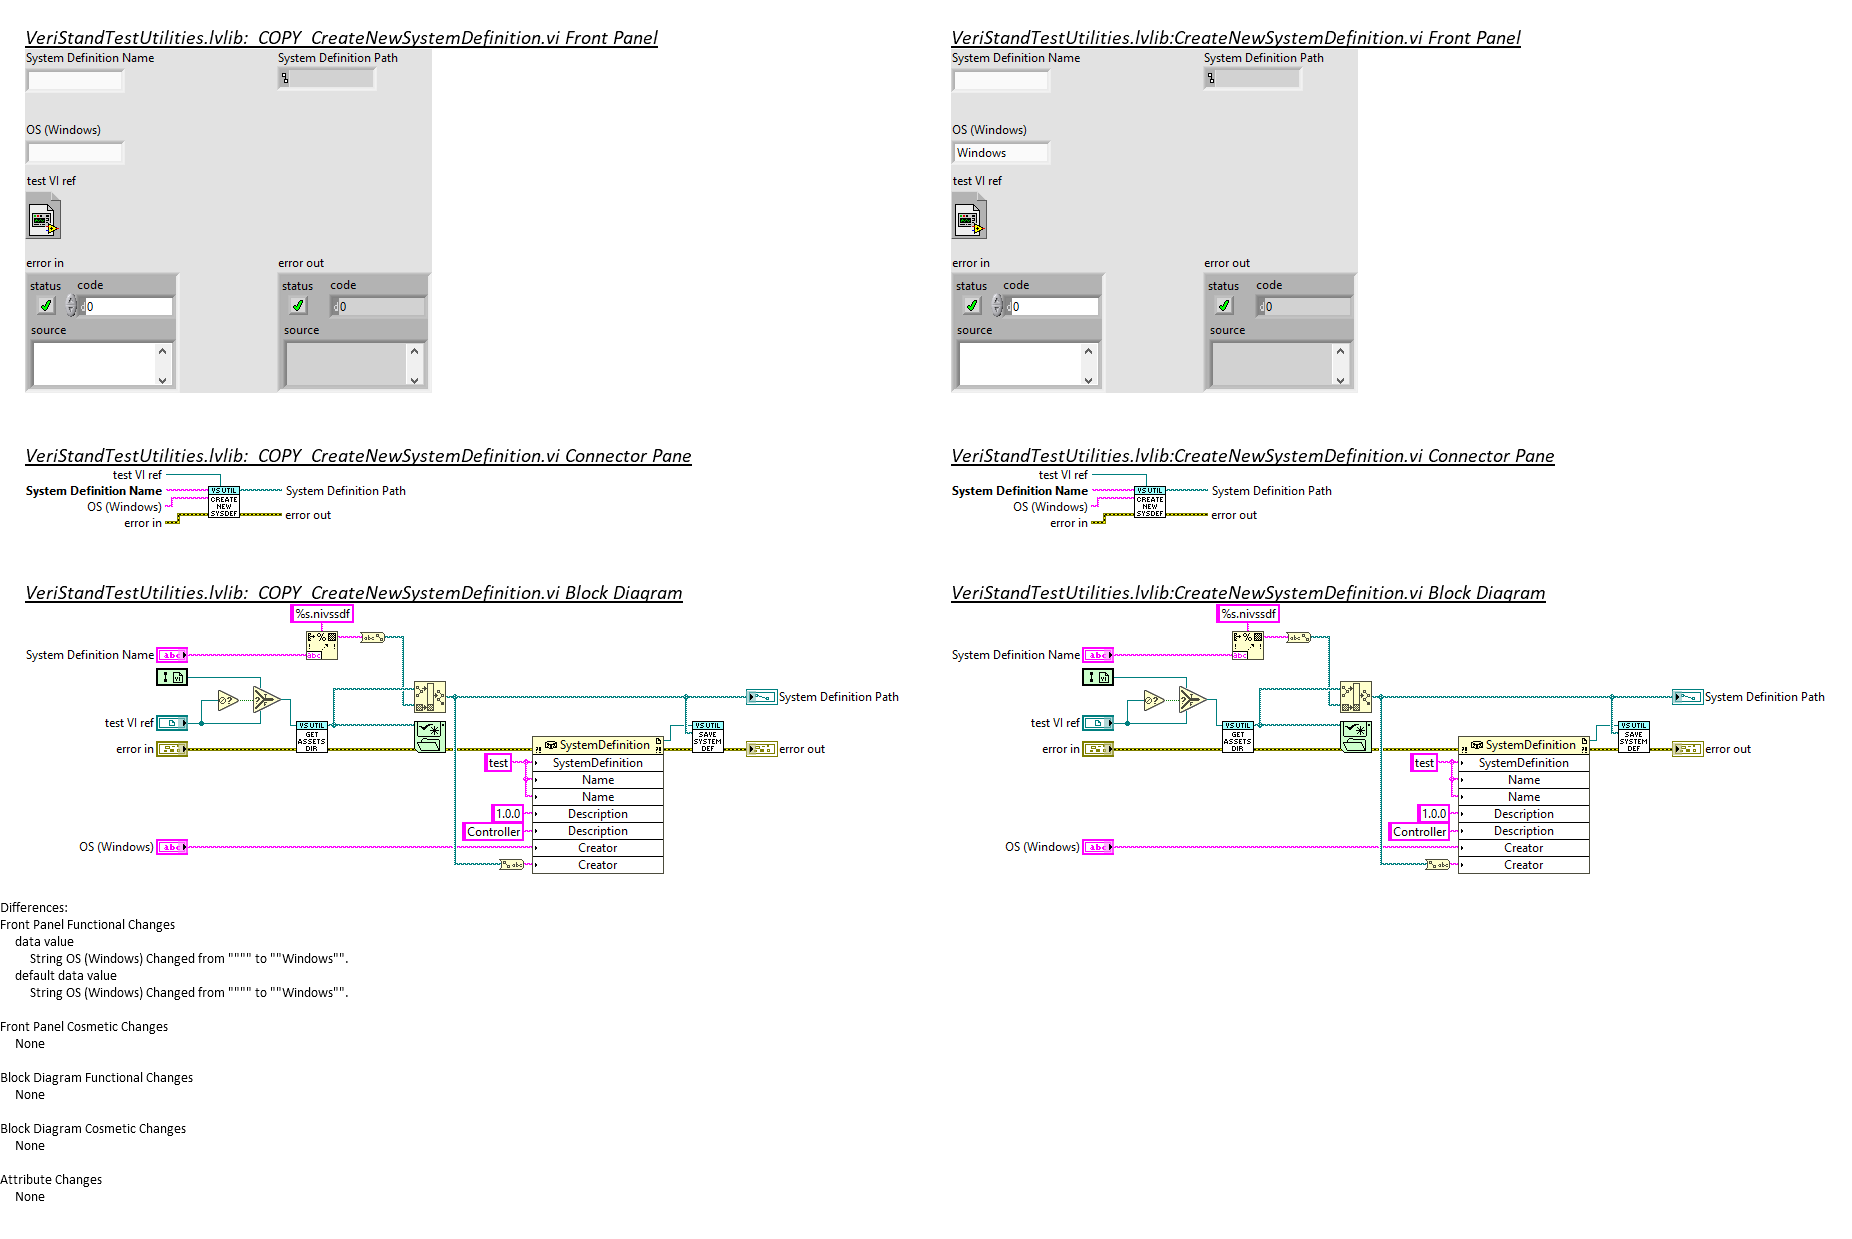 VeriStandTestUtilities.lvlib:_COPY_CreateNewSystemDefinition.vi Front Panel
System Definition Name
System Definition Path
OS (Windows)
test VI ref
error in
error out
status
code
status
code
0
0
source
source
VeriStandTestUtilities.lvlib:CreateNewSystemDefinition.vi Front Panel
System Definition Name
System Definition Path
OS (Windows)
Windows
test VI ref
error in
error out
status
code
status
code
0
0
source
source
VeriStandTestUtilities.lvlib:_COPY_CreateNewSystemDefinition.vi Connector Pane
test VI ref
System Definition Name
OS (Windows)
error in
VS UTIL
CREATE
NEW
SYSDEF
System Definition Path
error out
VeriStandTestUtilities.lvlib:CreateNewSystemDefinition.vi Connector Pane
test VI ref
System Definition Name
OS (Windows)
error in
VS UTIL
CREATE
NEW
SYSDEF
System Definition Path
error out
VeriStandTestUtilities.lvlib:_COPY_CreateNewSystemDefinition.vi Block Diagram
%s.nivssdf
System Definition Name
abc
test VI ref
error in
VS UTIL
GET
ASSETS
DIR
System Definition Path
VS UTIL
SAVE
SYSTEM
DEF
error out
SystemDefinition
test
SystemDefinition
Name
Name
1.0.0
Description
Controller
Description
OS (Windows)
abc
Creator
Creator
VeriStandTestUtilities.lvlib:CreateNewSystemDefinition.vi Block Diagram
%s.nivssdf
System Definition Name
abc
test VI ref
error in
VS UTIL
GET
ASSETS
DIR
System Definition Path
VS UTIL
SAVE
SYSTEM
DEF
error out
SystemDefinition
test
SystemDefinition
Name
Name
1.0.0
Description
Controller
Description
OS (Windows)
abc
Creator
Creator
Differences:
Front Panel Functional Changes
data value
String OS (Windows) Changed from """" to ""Windows"".
default data value
String OS (Windows) Changed from """" to ""Windows"".
Front Panel Cosmetic Changes
None
Block Diagram Functional Changes
None
Block Diagram Cosmetic Changes
None
Attribute Changes
None